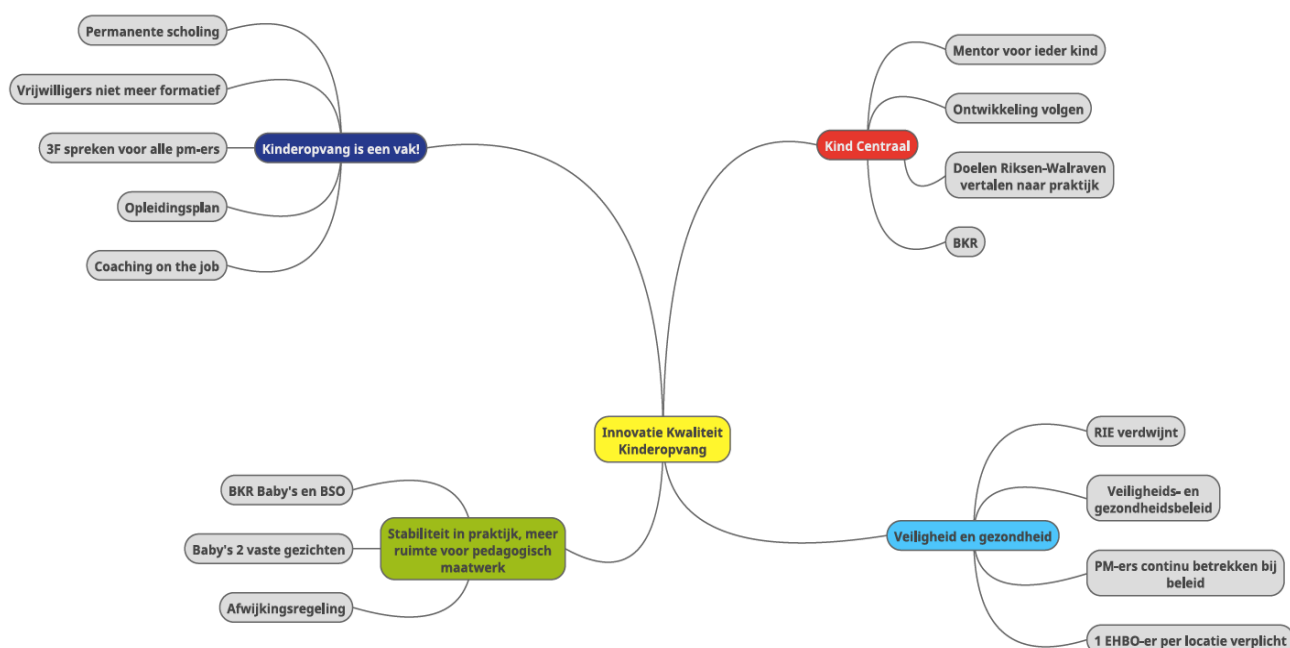 Permanente scholing
Vrijwilligers niet meer formatief
3F spreken voor alle pm-ers
Opleidingsplan
Coaching on the job
Kinderopvang is een vak!
Kind Centraal
Mentor voor ieder kind
Ontwikkeling volgen
Doelen Riksen-Walraven
vertalen naar praktijk
BKR
Innovatie Kwaliteit
Kinderopvang
BKR Baby's en BSO
Baby's 2 vaste gezichten
Afwijkingsregeling
Stabiliteit in praktijk, meer
ruimte voor pedagogisch
maatwerk
Veiligheid en gezondheid
RIE verdwijnt
Veiligheids- en
gezondheidsbeleid
PM-ers continu betrekken bij
beleid
1 EHBO-er per locatie verplicht